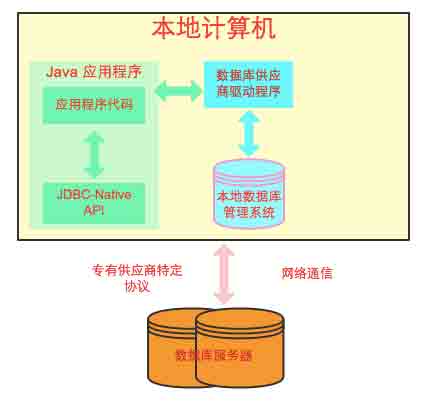 本地计算机
Java 应用程序
应用程序代码
JDBC-Native
API
数据库供应
商驱动程序
本地数据库
管理系统
专有供应商特定
协议
网络通信
数据库服务器